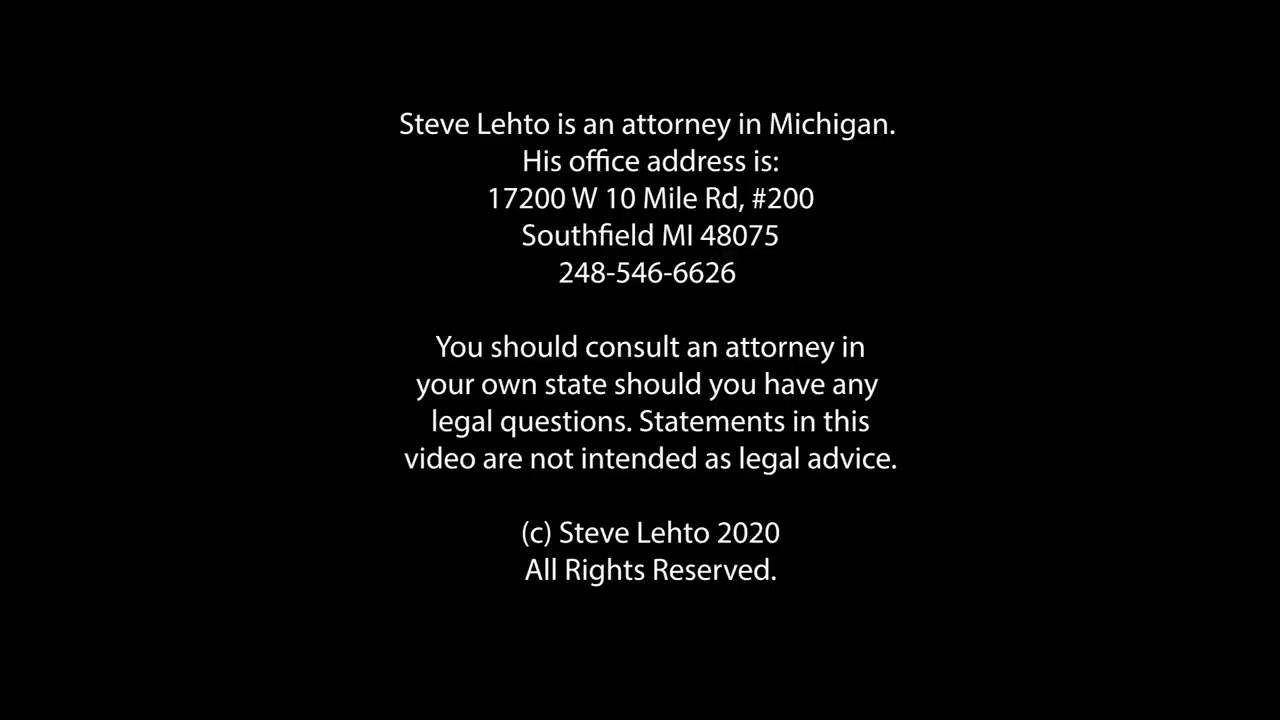 Steve Lehto is an attorney in Michigan.
His office address is:
17200 W 10 Mile Rd, #200
Southfield MI 48075
248-546-6626
You should consult an attorney in
your own state should you have any
legal questions. Statements in this
video are not intended as legal advice.
(c) Steve Lehto 2020
All Rights Reserved.